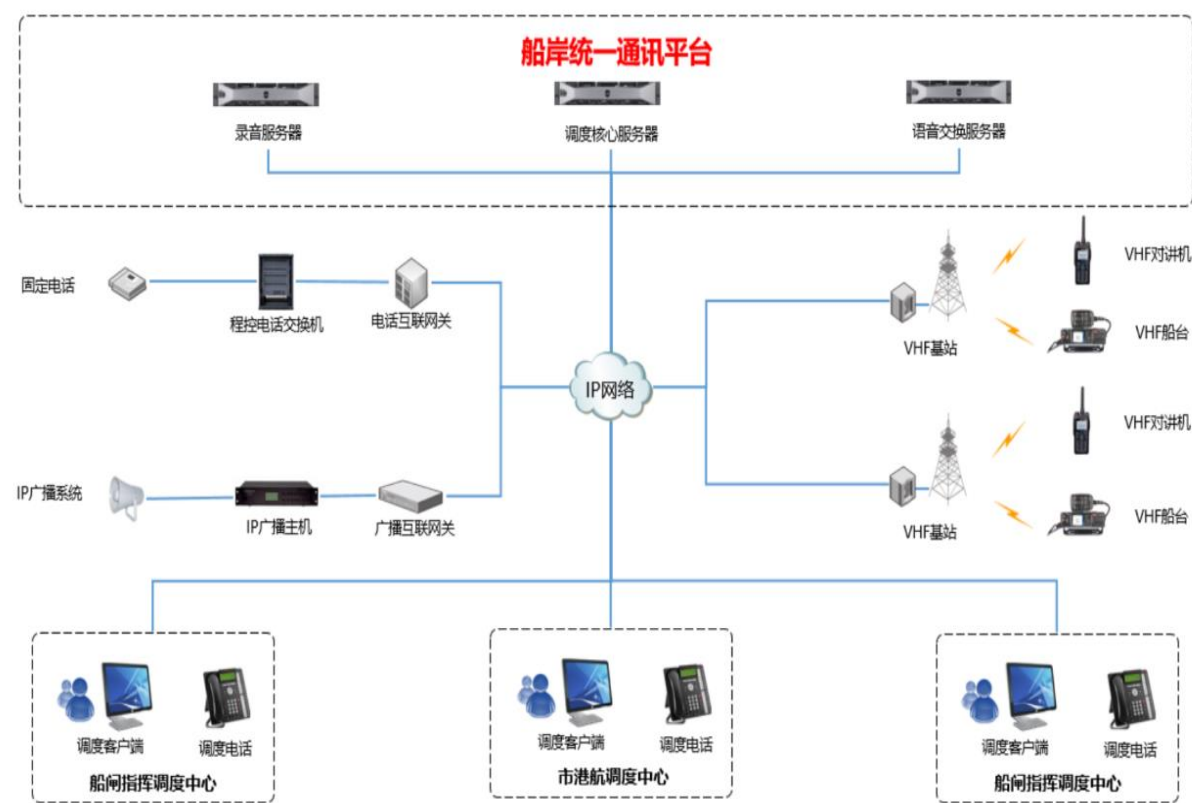 船岸统一通讯平台
录音服务器
调度核心服务器
语音交换服务器
固定电话
程控电话交换机
电话互联网关
VHF基站
VHF对讲机
VHF船台
IP网络
IP广播系统
IP广播主机
广播互联网关
VHF基站
VHF对讲机
VHF船台
调度客户端
调度电话
船闸指挥调度中心
调度客户端
调度电话
市港航调度中心
调度客户端
调度电话
船闸指挥调度中心